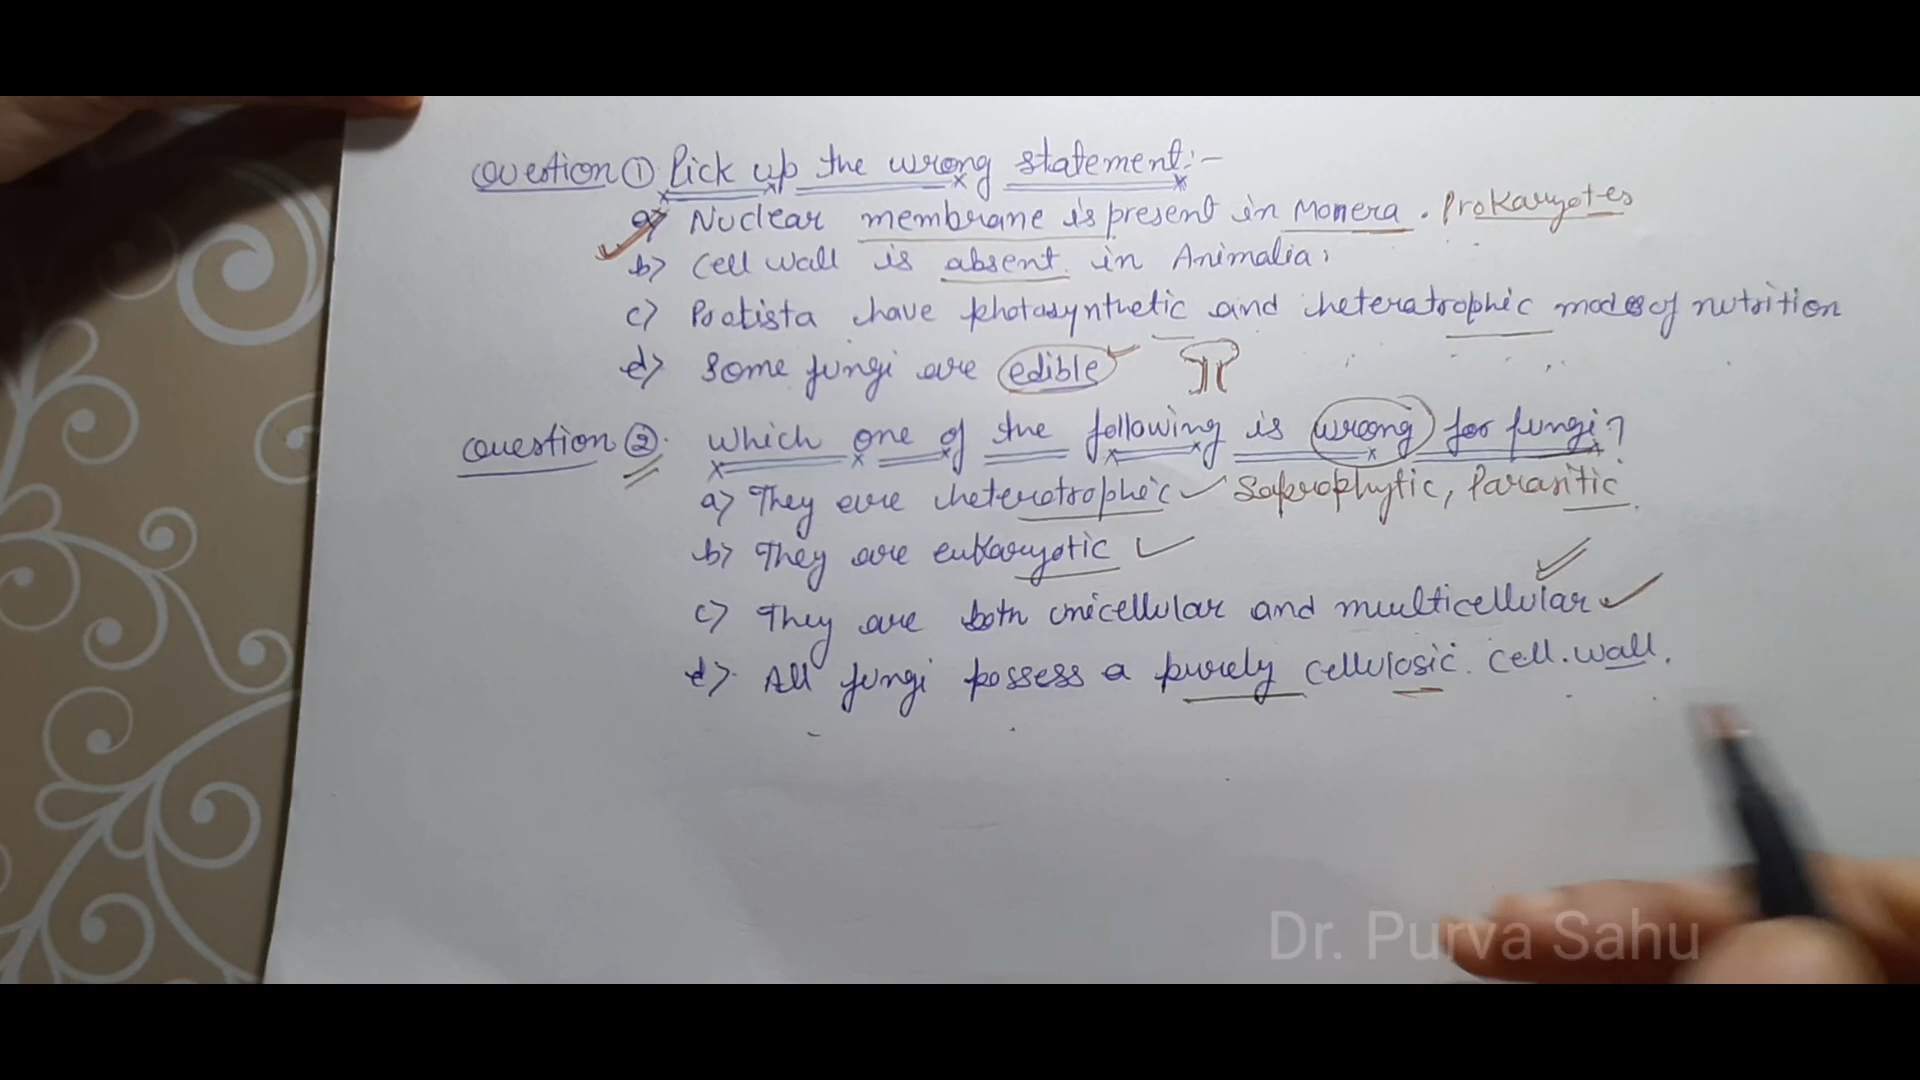 Question ① Pick up the wrong statement:-
a) Nuclear membrane is present in Monera. Prokaryotes
b) Cell wall is absent in Animalia.
c) Protista have photosynthetic and heterotrophic modes of nutrition
d) Some fungi are edible
Question ②. Which one of the following is wrong for fungi?
a) They are heterotrophic Saprophytic, Parasitic.
b) They are eukaryotic
c) They are both unicellular and multicellular
d) All fungi possess a purely cellulosic cell wall.
Dr. Purva Sahu